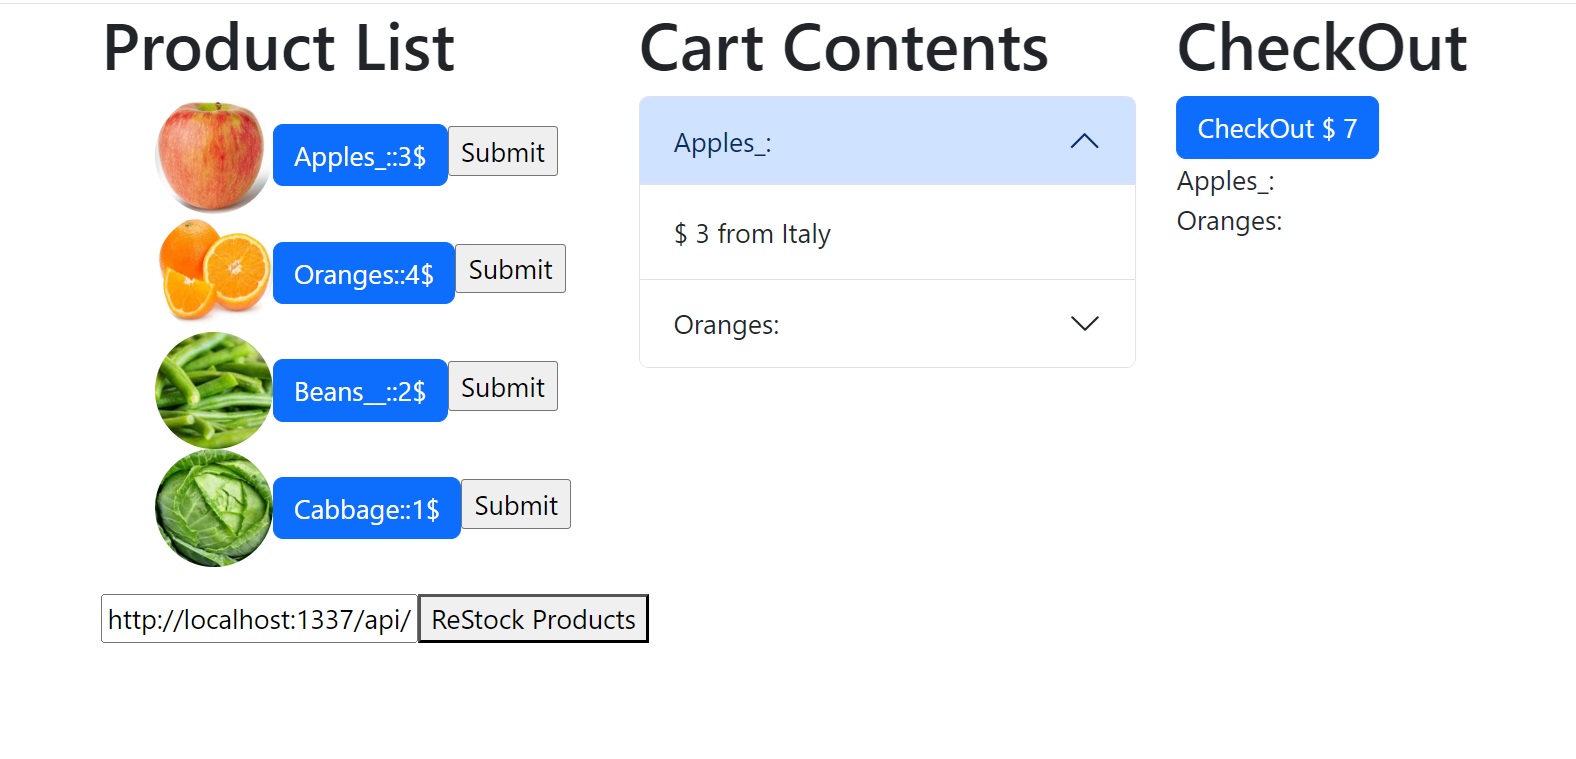 Product List
Apples_::3$ Submit
Oranges::4$ Submit
Beans__::2$ Submit
Cabbage::1$ Submit
http://localhost:1337/api/ ReStock Products
Cart Contents
Apples_:
$ 3 from Italy
Oranges:
CheckOut
CheckOut $ 7
Apples_:
Oranges: